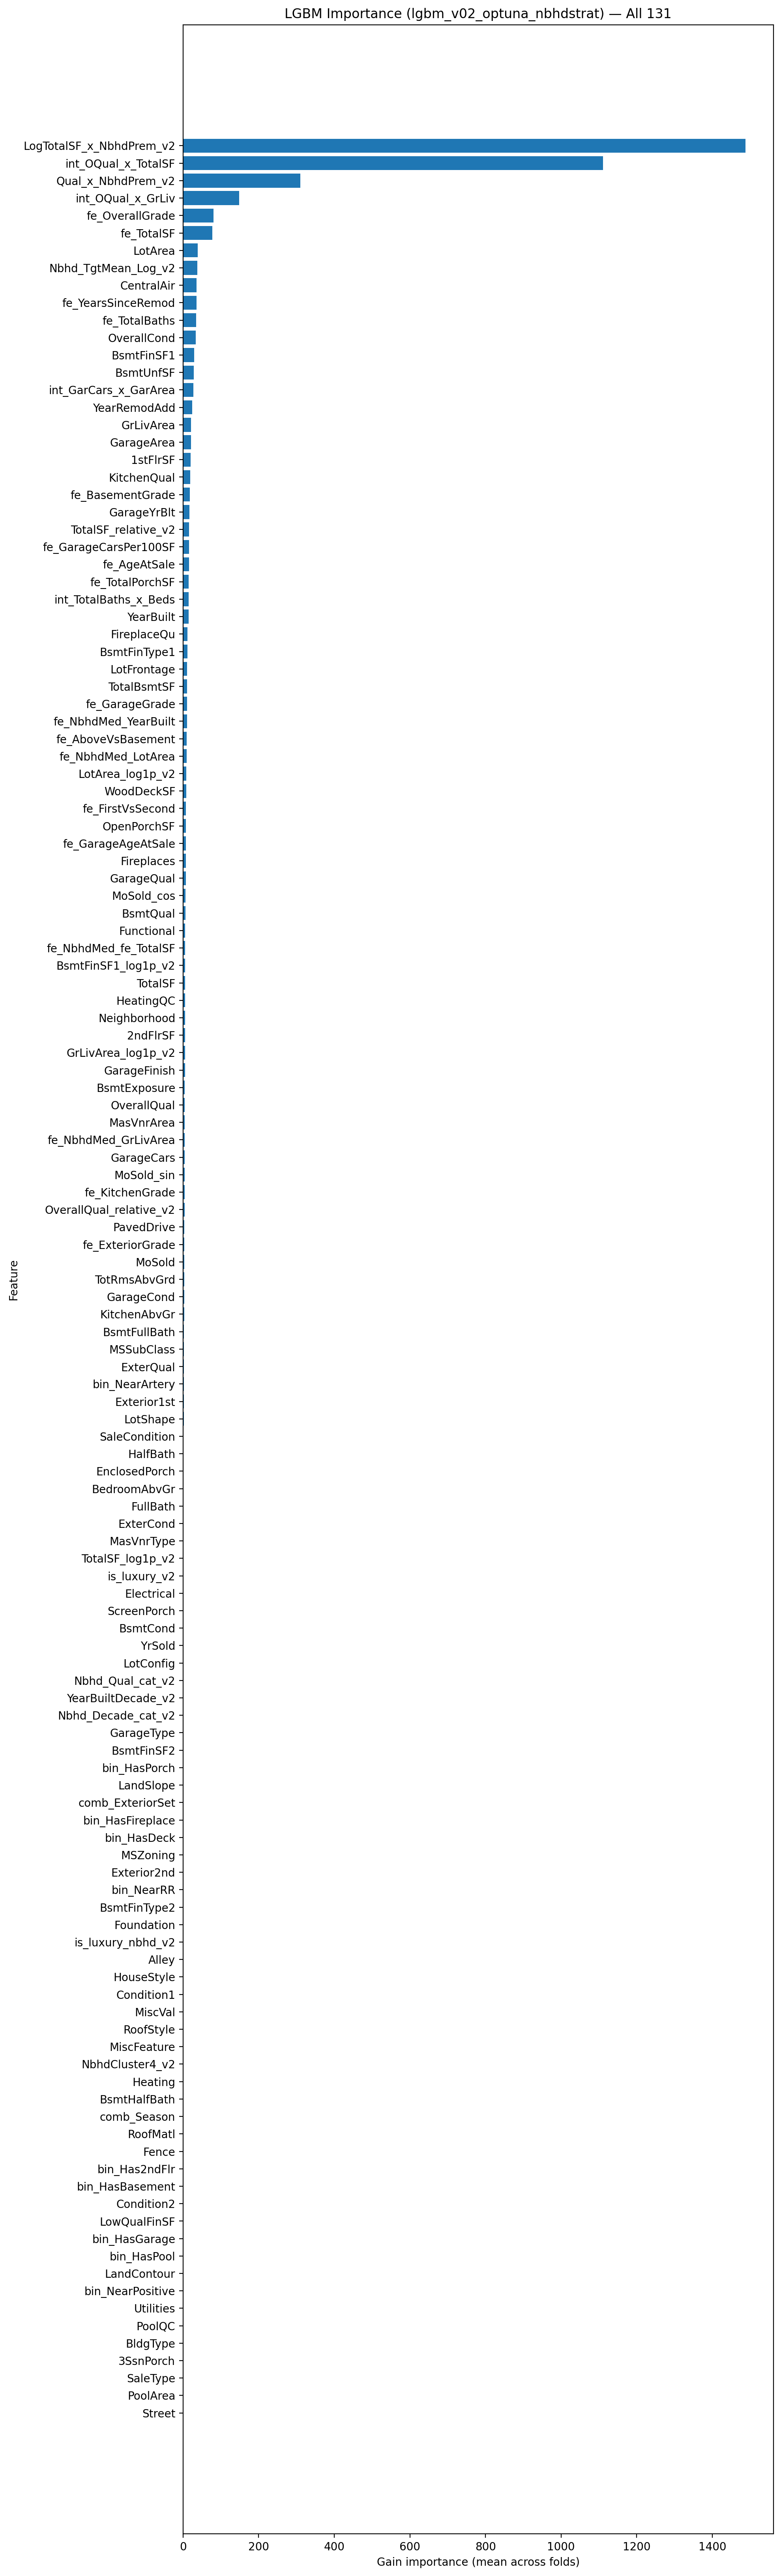 LGBM Importance (lgbm_v02_optuna_nbhdstrat) — All 131
LogTotalSF_x_NbhdPrem_v2
int_OQual_x_TotalSF
Qual_x_NbhdPrem_v2
int_OQual_x_GrLiv
fe_OverallGrade
fe_TotalSF
LotArea
Nbhd_TgtMean_Log_v2
CentralAir
fe_YearsSinceRemod
fe_TotalBaths
OverallCond
BsmtFinSF1
BsmtUnfSF
int_GarCars_x_GarArea
YearRemodAdd
GrLivArea
GarageArea
1stFlrSF
KitchenQual
fe_BasementGrade
GarageYrBlt
TotalSF_relative_v2
fe_GarageCarsPer100SF
fe_AgeAtSale
fe_TotalPorchSF
int_TotalBaths_x_Beds
YearBuilt
FireplaceQu
BsmtFinType1
LotFrontage
TotalBsmtSF
fe_GarageGrade
fe_NbhdMed_YearBuilt
fe_AboveVsBasement
fe_NbhdMed_LotArea
LotArea_log1p_v2
WoodDeckSF
fe_FirstVsSecond
OpenPorchSF
fe_GarageAgeAtSale
Fireplaces
GarageQual
MoSold_cos
BsmtQual
Functional
fe_NbhdMed_fe_TotalSF
BsmtFinSF1_log1p_v2
TotalSF
HeatingQC
Neighborhood
2ndFlrSF
GrLivArea_log1p_v2
GarageFinish
BsmtExposure
OverallQual
MasVnrArea
fe_NbhdMed_GrLivArea
GarageCars
MoSold_sin
fe_KitchenGrade
OverallQual_relative_v2
PavedDrive
fe_ExteriorGrade
MoSold
TotRmsAbvGrd
GarageCond
KitchenAbvGr
BsmtFullBath
MSSubClass
ExterQual
bin_NearArtery
Exterior1st
LotShape
SaleCondition
HalfBath
EnclosedPorch
BedroomAbvGr
FullBath
ExterCond
MasVnrType
TotalSF_log1p_v2
is_luxury_v2
Electrical
ScreenPorch
BsmtCond
YrSold
LotConfig
Nbhd_Qual_cat_v2
YearBuiltDecade_v2
Nbhd_Decade_cat_v2
GarageType
BsmtFinSF2
bin_HasPorch
LandSlope
comb_ExteriorSet
bin_HasFireplace
bin_HasDeck
MSZoning
Exterior2nd
bin_NearRR
BsmtFinType2
Foundation
is_luxury_nbhd_v2
Alley
HouseStyle
Condition1
MiscVal
RoofStyle
MiscFeature
NbhdCluster4_v2
Heating
BsmtHalfBath
comb_Season
RoofMatl
Fence
bin_Has2ndFlr
bin_HasBasement
Condition2
LowQualFinSF
bin_HasGarage
bin_HasPool
LandContour
bin_NearPositive
Utilities
PoolQC
BldgType
3SsnPorch
SaleType
PoolArea
Street
Feature
0 200 400 600 800 1000 1200 1400
Gain importance (mean across folds)